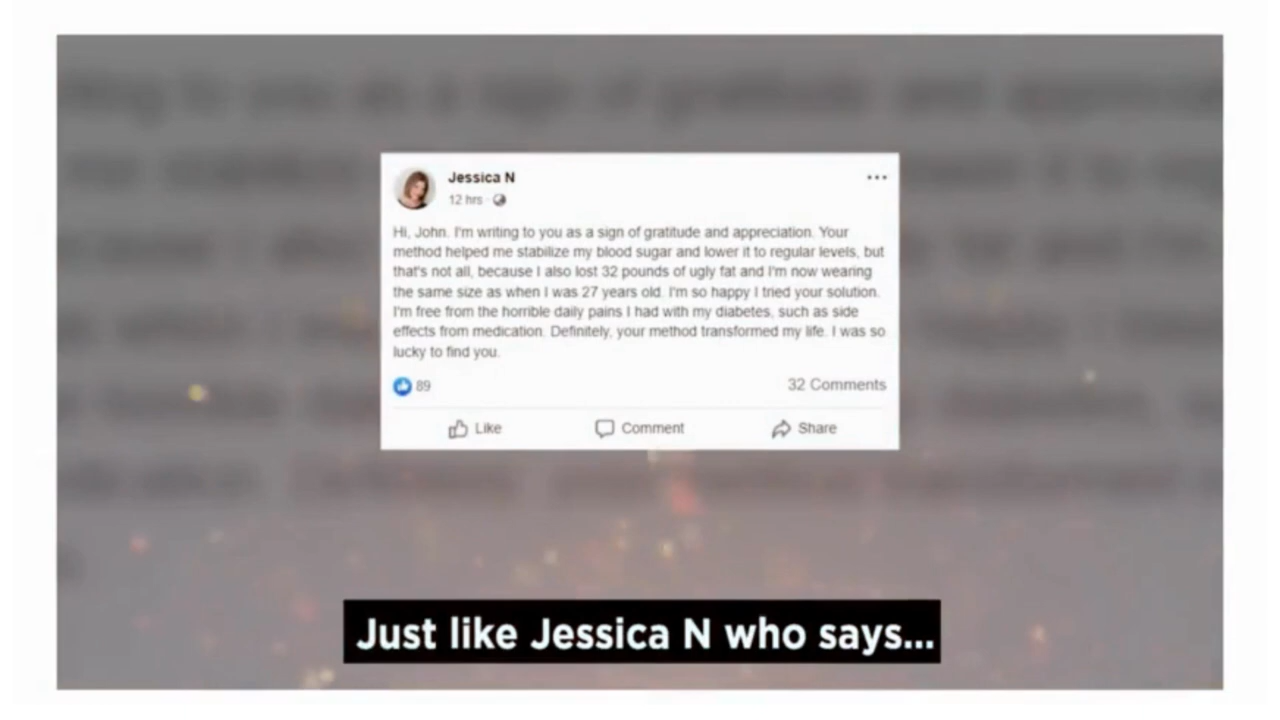 Jessica N
12 hrs
Hi, John. I'm writing to you as a sign of gratitude and appreciation. Your
method helped me stabilize my blood sugar and lower it to regular levels, but
that's not all, because I also lost 32 pounds of ugly fat and I'm now wearing
the same size as when I was 27 years old. I'm so happy I tried your solution.
I'm free from the horrible daily pains I had with my diabetes, such as side
effects from medication. Definitely, your method transformed my life. I was so
lucky to find you.
89 32 Comments
Like Comment Share
Just like Jessica N who says...